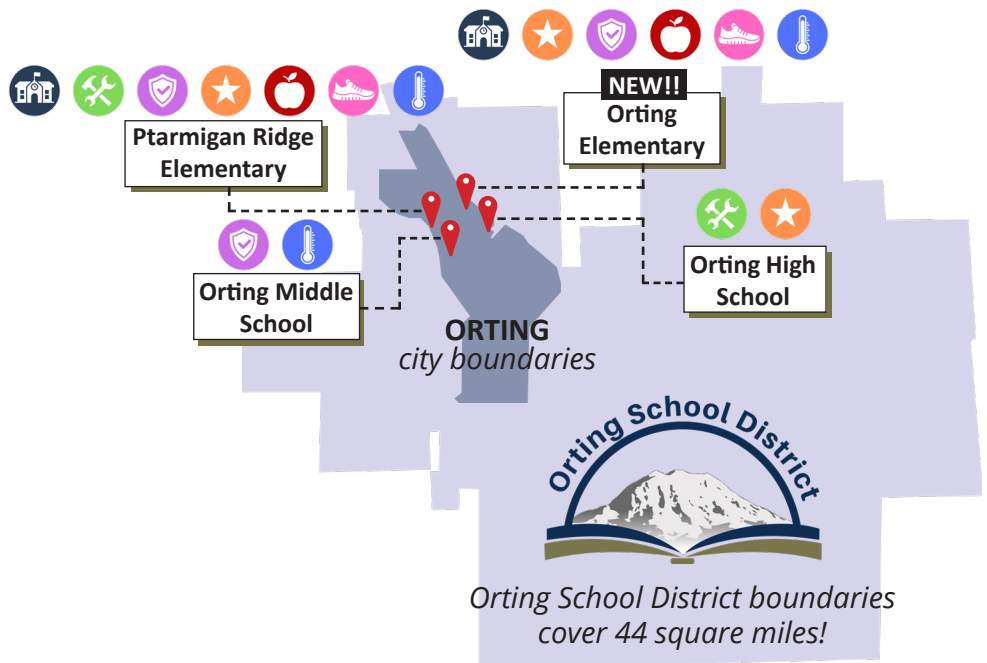 NEW!!
Orting
Elementary
Ptarmigan Ridge
Elementary
Orting High
School
Orting Middle
School
ORTING
city boundaries
Orting School District
Orting School District boundaries
cover 44 square miles!